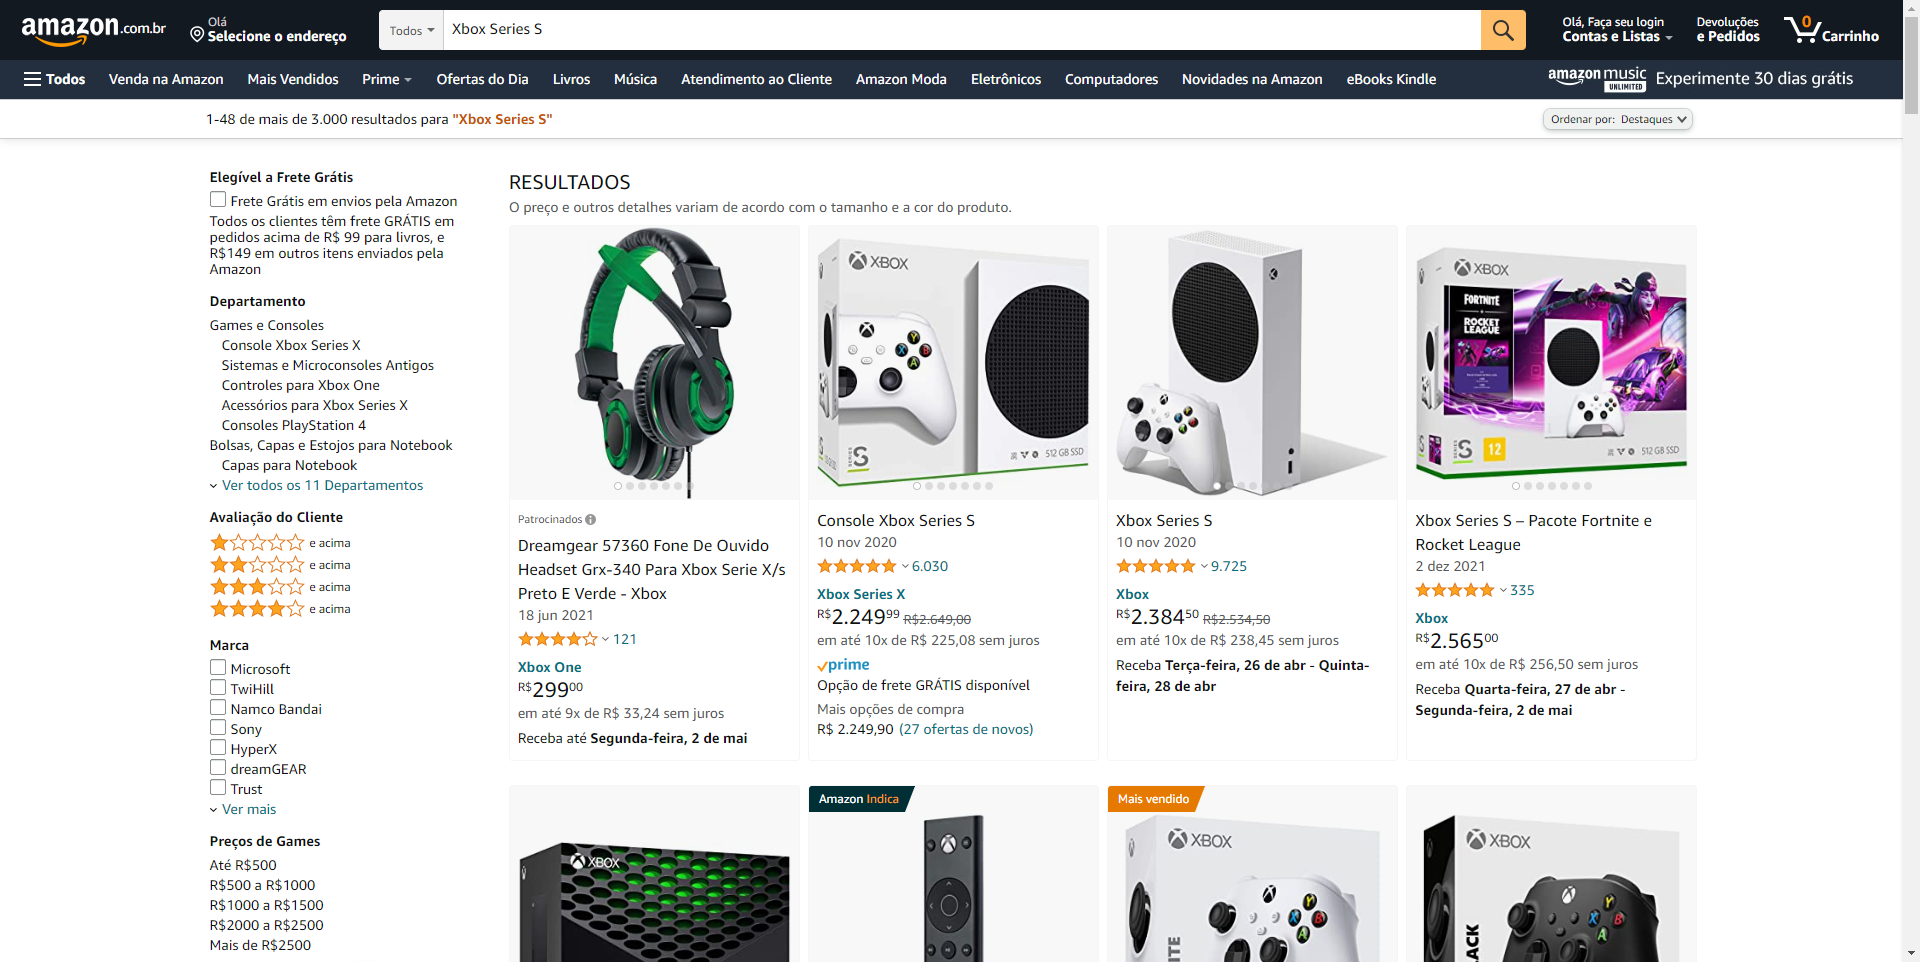 amazon.com.br
Olá
Selecione o endereço
Todos
Xbox Series S
Olá, Faça seu login
Contas e Listas
Devoluções
e Pedidos
0
Carrinho
Todos
Venda na Amazon
Mais Vendidos
Prime
Ofertas do Dia
Livros
Música
Atendimento ao Cliente
Amazon Moda
Eletrônicos
Computadores
Novidades na Amazon
eBooks Kindle
amazon music
UNLIMITED
Experimente 30 dias grátis
1-48 de mais de 3.000 resultados para "Xbox Series S"
Ordenar por: Destaques
Elegível a Frete Grátis
Frete Grátis em envios pela Amazon
Todos os clientes têm frete GRÁTIS em
pedidos acima de R$ 99 para livros, e
R$149 em outros itens enviados pela
Amazon
Departamento
Games e Consoles
Console Xbox Series X
Sistemas e Microconsoles Antigos
Controles para Xbox One
Acessórios para Xbox Series X
Consoles PlayStation 4
Bolsas, Capas e Estojos para Notebook
Capas para Notebook
Ver todos os 11 Departamentos
Avaliação do Cliente
e acima
e acima
e acima
e acima
Marca
Microsoft
TwiHill
Namco Bandai
Sony
HyperX
dreamGEAR
Trust
Ver mais
Preços de Games
Até R$500
R$500 a R$1000
R$1000 a R$1500
R$2000 a R$2500
Mais de R$2500
RESULTADOS
O preço e outros detalhes variam de acordo com o tamanho e a cor do produto.
Patrocinados
Dreamgear 57360 Fone De Ouvido
Headset Grx-340 Para Xbox Serie X/s
Preto E Verde - Xbox
18 jun 2021
121
Xbox One
R$29900
em até 9x de R$ 33,24 sem juros
Receba até Segunda-feira, 2 de mai
XBOX
Y
X
B
A
SERIES
S
512 GB SSD
Console Xbox Series S
10 nov 2020
6.030
Xbox Series X
R$2.24999 R$2.649,00
em até 10x de R$ 225,08 sem juros
prime
Opção de frete GRÁTIS disponível
Mais opções de compra
R$ 2.249,90 (27 ofertas de novos)
Xbox Series S
10 nov 2020
9.725
Xbox
R$2.38450 R$2.534,50
em até 10x de R$ 238,45 sem juros
Receba Terça-feira, 26 de abr - Quinta-
feira, 28 de abr
XBOX
FORTNITE
ROCKET
LEAGUE
SERIES
S
12
512 GB SSD
Xbox Series S – Pacote Fortnite e
Rocket League
2 dez 2021
335
Xbox
R$2.56500
em até 10x de R$ 256,50 sem juros
Receba Quarta-feira, 27 de abr -
Segunda-feira, 2 de mai
XBOX
Amazon Indica
Mais vendido
XBOX
Y
X
B
A
ITE
XBOX
Y
X
B
A
ACK